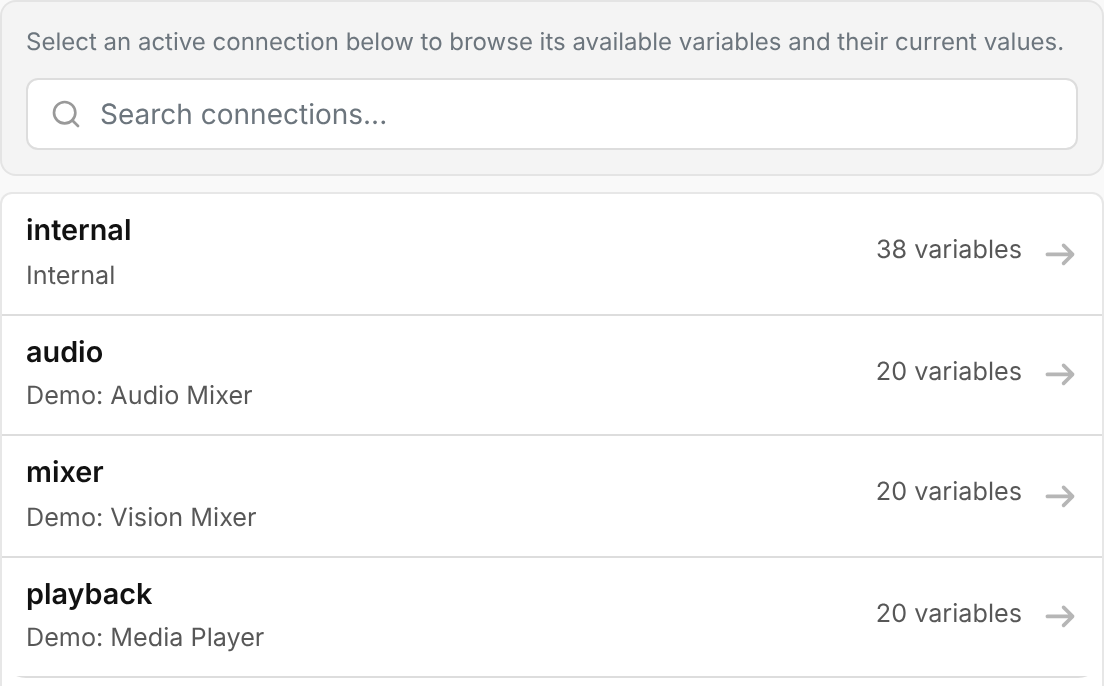 Select an active connection below to browse its available variables and their current values.
Search connections...
internal
Internal
38 variables
audio
Demo: Audio Mixer
20 variables
mixer
Demo: Vision Mixer
20 variables
playback
Demo: Media Player
20 variables